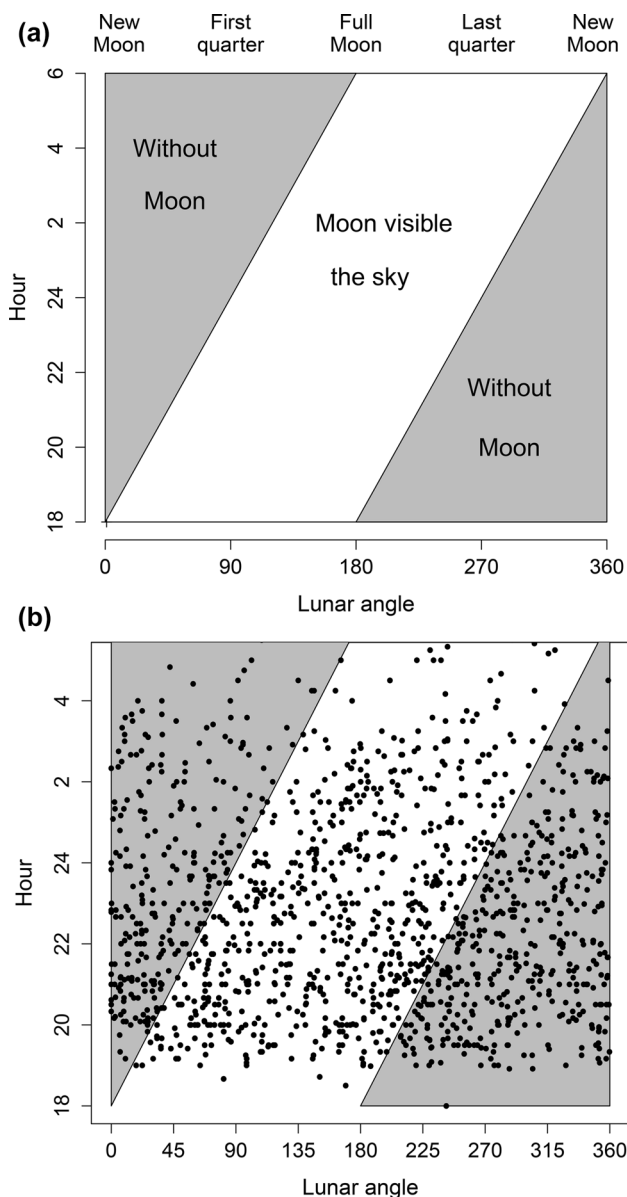 (a)
New Moon
First quarter
Full Moon
Last quarter
New Moon
6
4
2
24
22
20
18
Hour
Without
Moon
Moon visible
the sky
Without
Moon
0 90 180 270 360
Lunar angle
(b)
4
2
24
22
20
18
Hour
0 45 90 135 180 225 270 315 360
Lunar angle